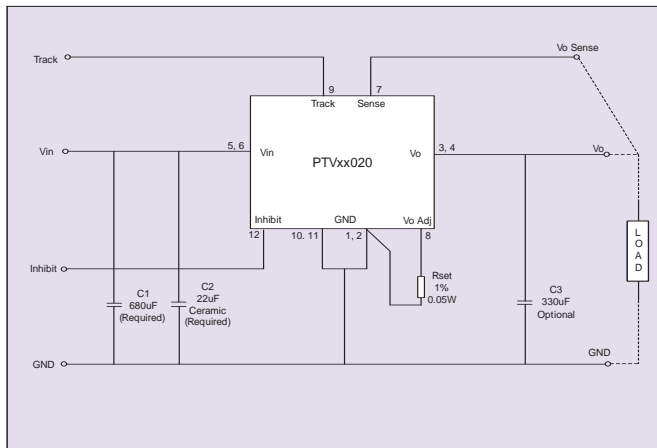 Track
Vo Sense
9
7
Track
Sense
Vin
5, 6
Vin
PTVxx020
Vo
3, 4
Vo
Inhibit
GND
Vo Adj
12
10. 11
1, 2
8
LOAD
Inhibit
Rset
1%
0.05W
C1
680uF
(Required)
C2
22uF
Ceramic
(Required)
C3
330uF
Optional
GND
GND